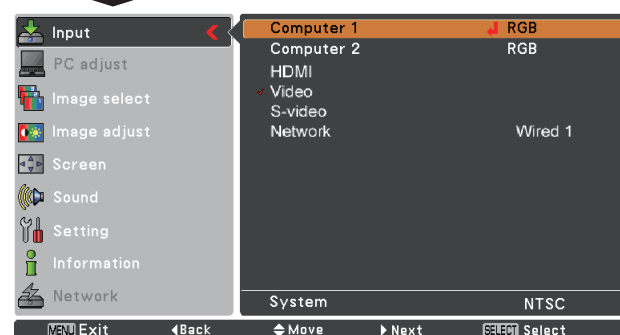 Input
PC adjust
Image select
Image adjust
Screen
Sound
Setting
Information
Network
Computer 1 RGB
Computer 2 RGB
HDMI
Video
S-video
Network Wired 1
System NTSC
MENU Exit Back Move Next SELECT Select